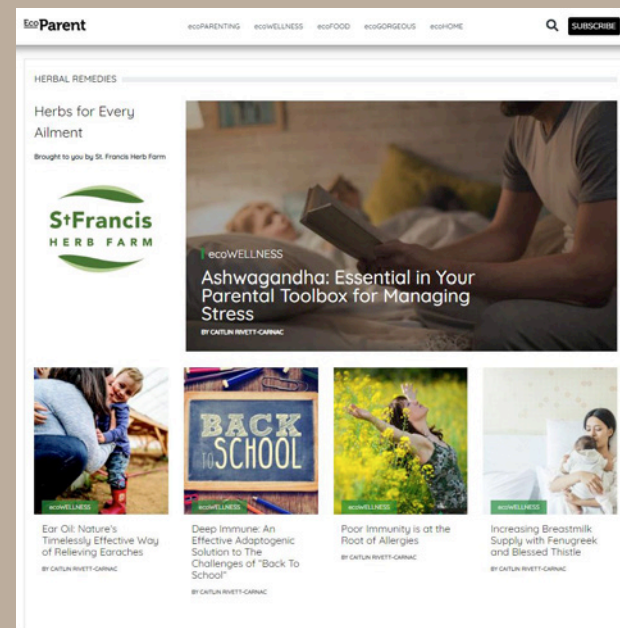 EcoParent
ecoPARENTING ecoWELLNESS ecoFOOD ecoGORGEOUS ecoHOME
SUBSCRIBE
HERBAL REMEDIES
Herbs for Every
Ailment
Brought to you by St. Francis Herb Farm
StFrancis
HERB FARM
ecoWELLNESS
Ashwagandha: Essential in Your
Parental Toolbox for Managing
Stress
BY CAITLIN RIVETT-CARNAC
ecoWELLNESS
Ear Oil: Nature's
Timelessly Effective Way
of Relieving Earaches
BY CAITLIN RIVETT-CARNAC
BACK
TO SCHOOL
ecoWELLNESS
Deep Immune: An
Effective Adaptogenic
Solution to The
Challenges of "Back To
School"
BY CAITLIN RIVETT-CARNAC
ecoWELLNESS
Poor Immunity is at the
Root of Allergies
BY CAITLIN RIVETT-CARNAC
ecoWELLNESS
Increasing Breastmilk
Supply with Fenugreek
and Blessed Thistle
BY CAITLIN RIVETT-CARNAC